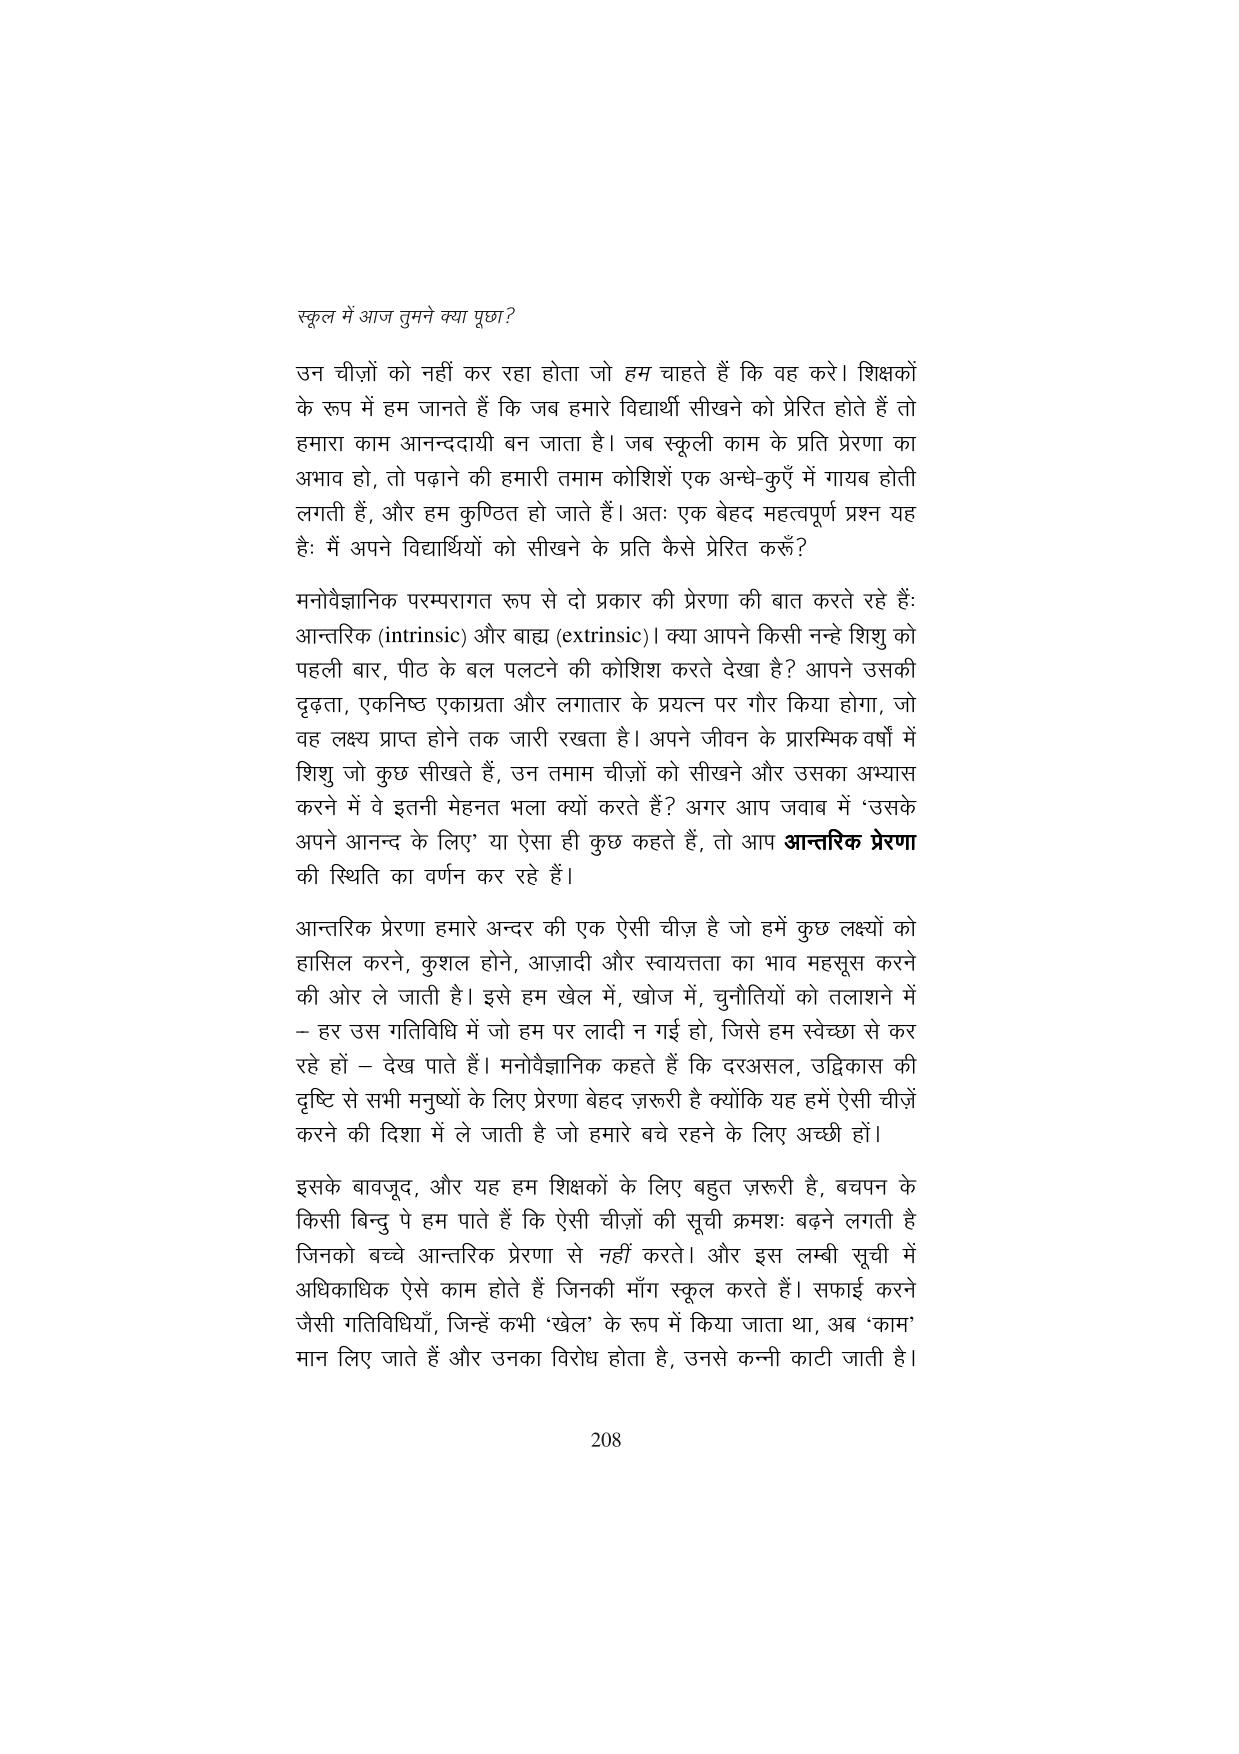 स्कूल में आज तुमने क्या पूछा?
उन चीज़ों को नहीं कर रहा होता जो हम चाहते हैं कि वह करे। शिक्षकों
के रूप में हम जानते हैं कि जब हमारे विद्यार्थी सीखने को प्रेरित होते हैं तो
हमारा काम आनन्ददायी बन जाता है। जब स्कूली काम के प्रति प्रेरणा का
अभाव हो, तो पढ़ाने की हमारी तमाम कोशिशें एक अन्धे-कुएँ में गायब होती
लगती हैं, और हम कुण्ठित हो जाते हैं। अतः एक बेहद महत्वपूर्ण प्रश्न यह
हैः मैं अपने विद्यार्थियों को सीखने के प्रति कैसे प्रेरित करूँ?
मनोवैज्ञानिक परम्परागत रूप से दो प्रकार की प्रेरणा की बात करते रहे हैंः
आन्तरिक (intrinsic) और बाह्य (extrinsic)। क्या आपने किसी नन्हे शिशु को
पहली बार, पीठ के बल पलटने की कोशिश करते देखा है? आपने उसकी
दृढ़ता, एकनिष्ठ एकाग्रता और लगातार के प्रयत्न पर गौर किया होगा, जो
वह लक्ष्य प्राप्त होने तक जारी रखता है। अपने जीवन के प्रारम्भिक वर्षों में
शिशु जो कुछ सीखते हैं, उन तमाम चीज़ों को सीखने और उसका अभ्यास
करने में वे इतनी मेहनत भला क्यों करते हैं? अगर आप जवाब में ‘उसके
अपने आनन्द के लिए’ या ऐसा ही कुछ कहते हैं, तो आप आन्तरिक प्रेरणा
की स्थिति का वर्णन कर रहे हैं।
आन्तरिक प्रेरणा हमारे अन्दर की एक ऐसी चीज़ है जो हमें कुछ लक्ष्यों को
हासिल करने, कुशल होने, आज़ादी और स्वायत्तता का भाव महसूस करने
की ओर ले जाती है। इसे हम खेल में, खोज में, चुनौतियों को तलाशने में
– हर उस गतिविधि में जो हम पर लादी न गई हो, जिसे हम स्वेच्छा से कर
रहे हों – देख पाते हैं। मनोवैज्ञानिक कहते हैं कि दरअसल, उद्विकास की
दृष्टि से सभी मनुष्यों के लिए प्रेरणा बेहद ज़रूरी है क्योंकि यह हमें ऐसी चीज़ें
करने की दिशा में ले जाती है जो हमारे बचे रहने के लिए अच्छी हों।
इसके बावजूद, और यह हम शिक्षकों के लिए बहुत ज़रूरी है, बचपन के
किसी बिन्दु पे हम पाते हैं कि ऐसी चीज़ों की सूची क्रमशः बढ़ने लगती है
जिनको बच्चे आन्तरिक प्रेरणा से नहीं करते। और इस लम्बी सूची में
अधिकाधिक ऐसे काम होते हैं जिनकी माँग स्कूल करते हैं। सफाई करने
जैसी गतिविधियाँ, जिन्हें कभी ‘खेल’ के रूप में किया जाता था, अब ‘काम’
मान लिए जाते हैं और उनका विरोध होता है, उनसे कन्नी काटी जाती है।
208